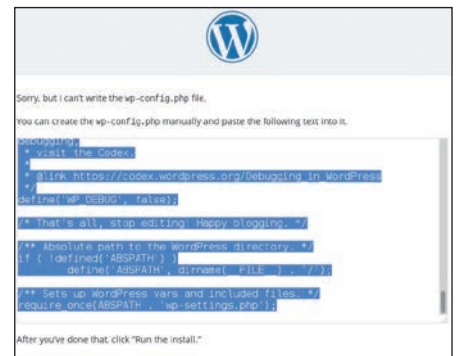 Sorry, but I can't write the wp-config.php file.
You can create the wp-config.php manually and paste the following text into it.
debugging,
* visit the Codex.
*
* @link https://codex.wordpress.org/Debugging_in_WordPress
*/
define('WP_DEBUG', false);
/* That's all, stop editing! Happy blogging. */
/** Absolute path to the WordPress directory. */
if ( !defined('ABSPATH') )
define('ABSPATH', dirname(__FILE__) . '/');
/** Sets up WordPress vars and included files. */
require_once(ABSPATH . 'wp-settings.php');
After you've done that, click "Run the install."